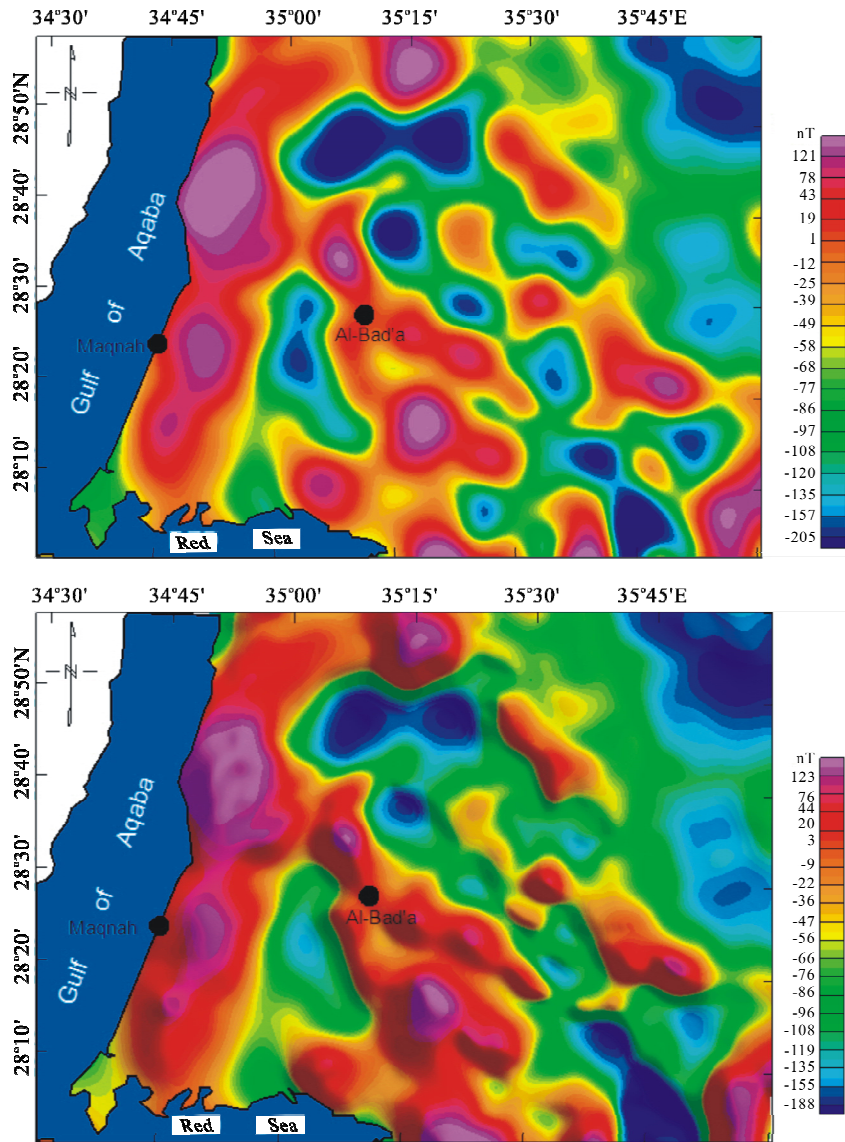 34°30' 34°45' 35°00' 35°15' 35°30' 35°45'E
28°50'N
28°40'
28°30'
28°20'
28°10'
N
Gulf of Aqaba
Maqnah
Al-Bad'a
Red Sea
nT
121
78
43
19
1
-12
-25
-39
-49
-58
-68
-77
-86
-97
-108
-120
-135
-157
-205
34°30' 34°45' 35°00' 35°15' 35°30' 35°45'E
28°50'N
28°40'
28°30'
28°20'
28°10'
N
Gulf of Aqaba
Maqnah
Al-Bad'a
Red Sea
nT
123
76
44
20
3
-9
-22
-36
-47
-56
-66
-76
-86
-96
-108
-119
-135
-155
-188